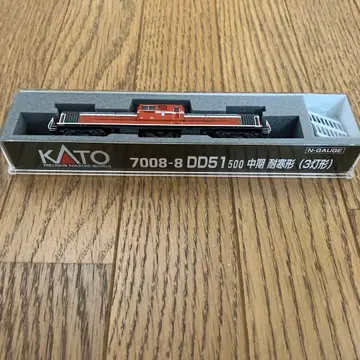 KATO
PRECISION RAILROAD MODELS
7008-8 DD51 500 中期 耐寒形 (3灯形)
N-GAUGE